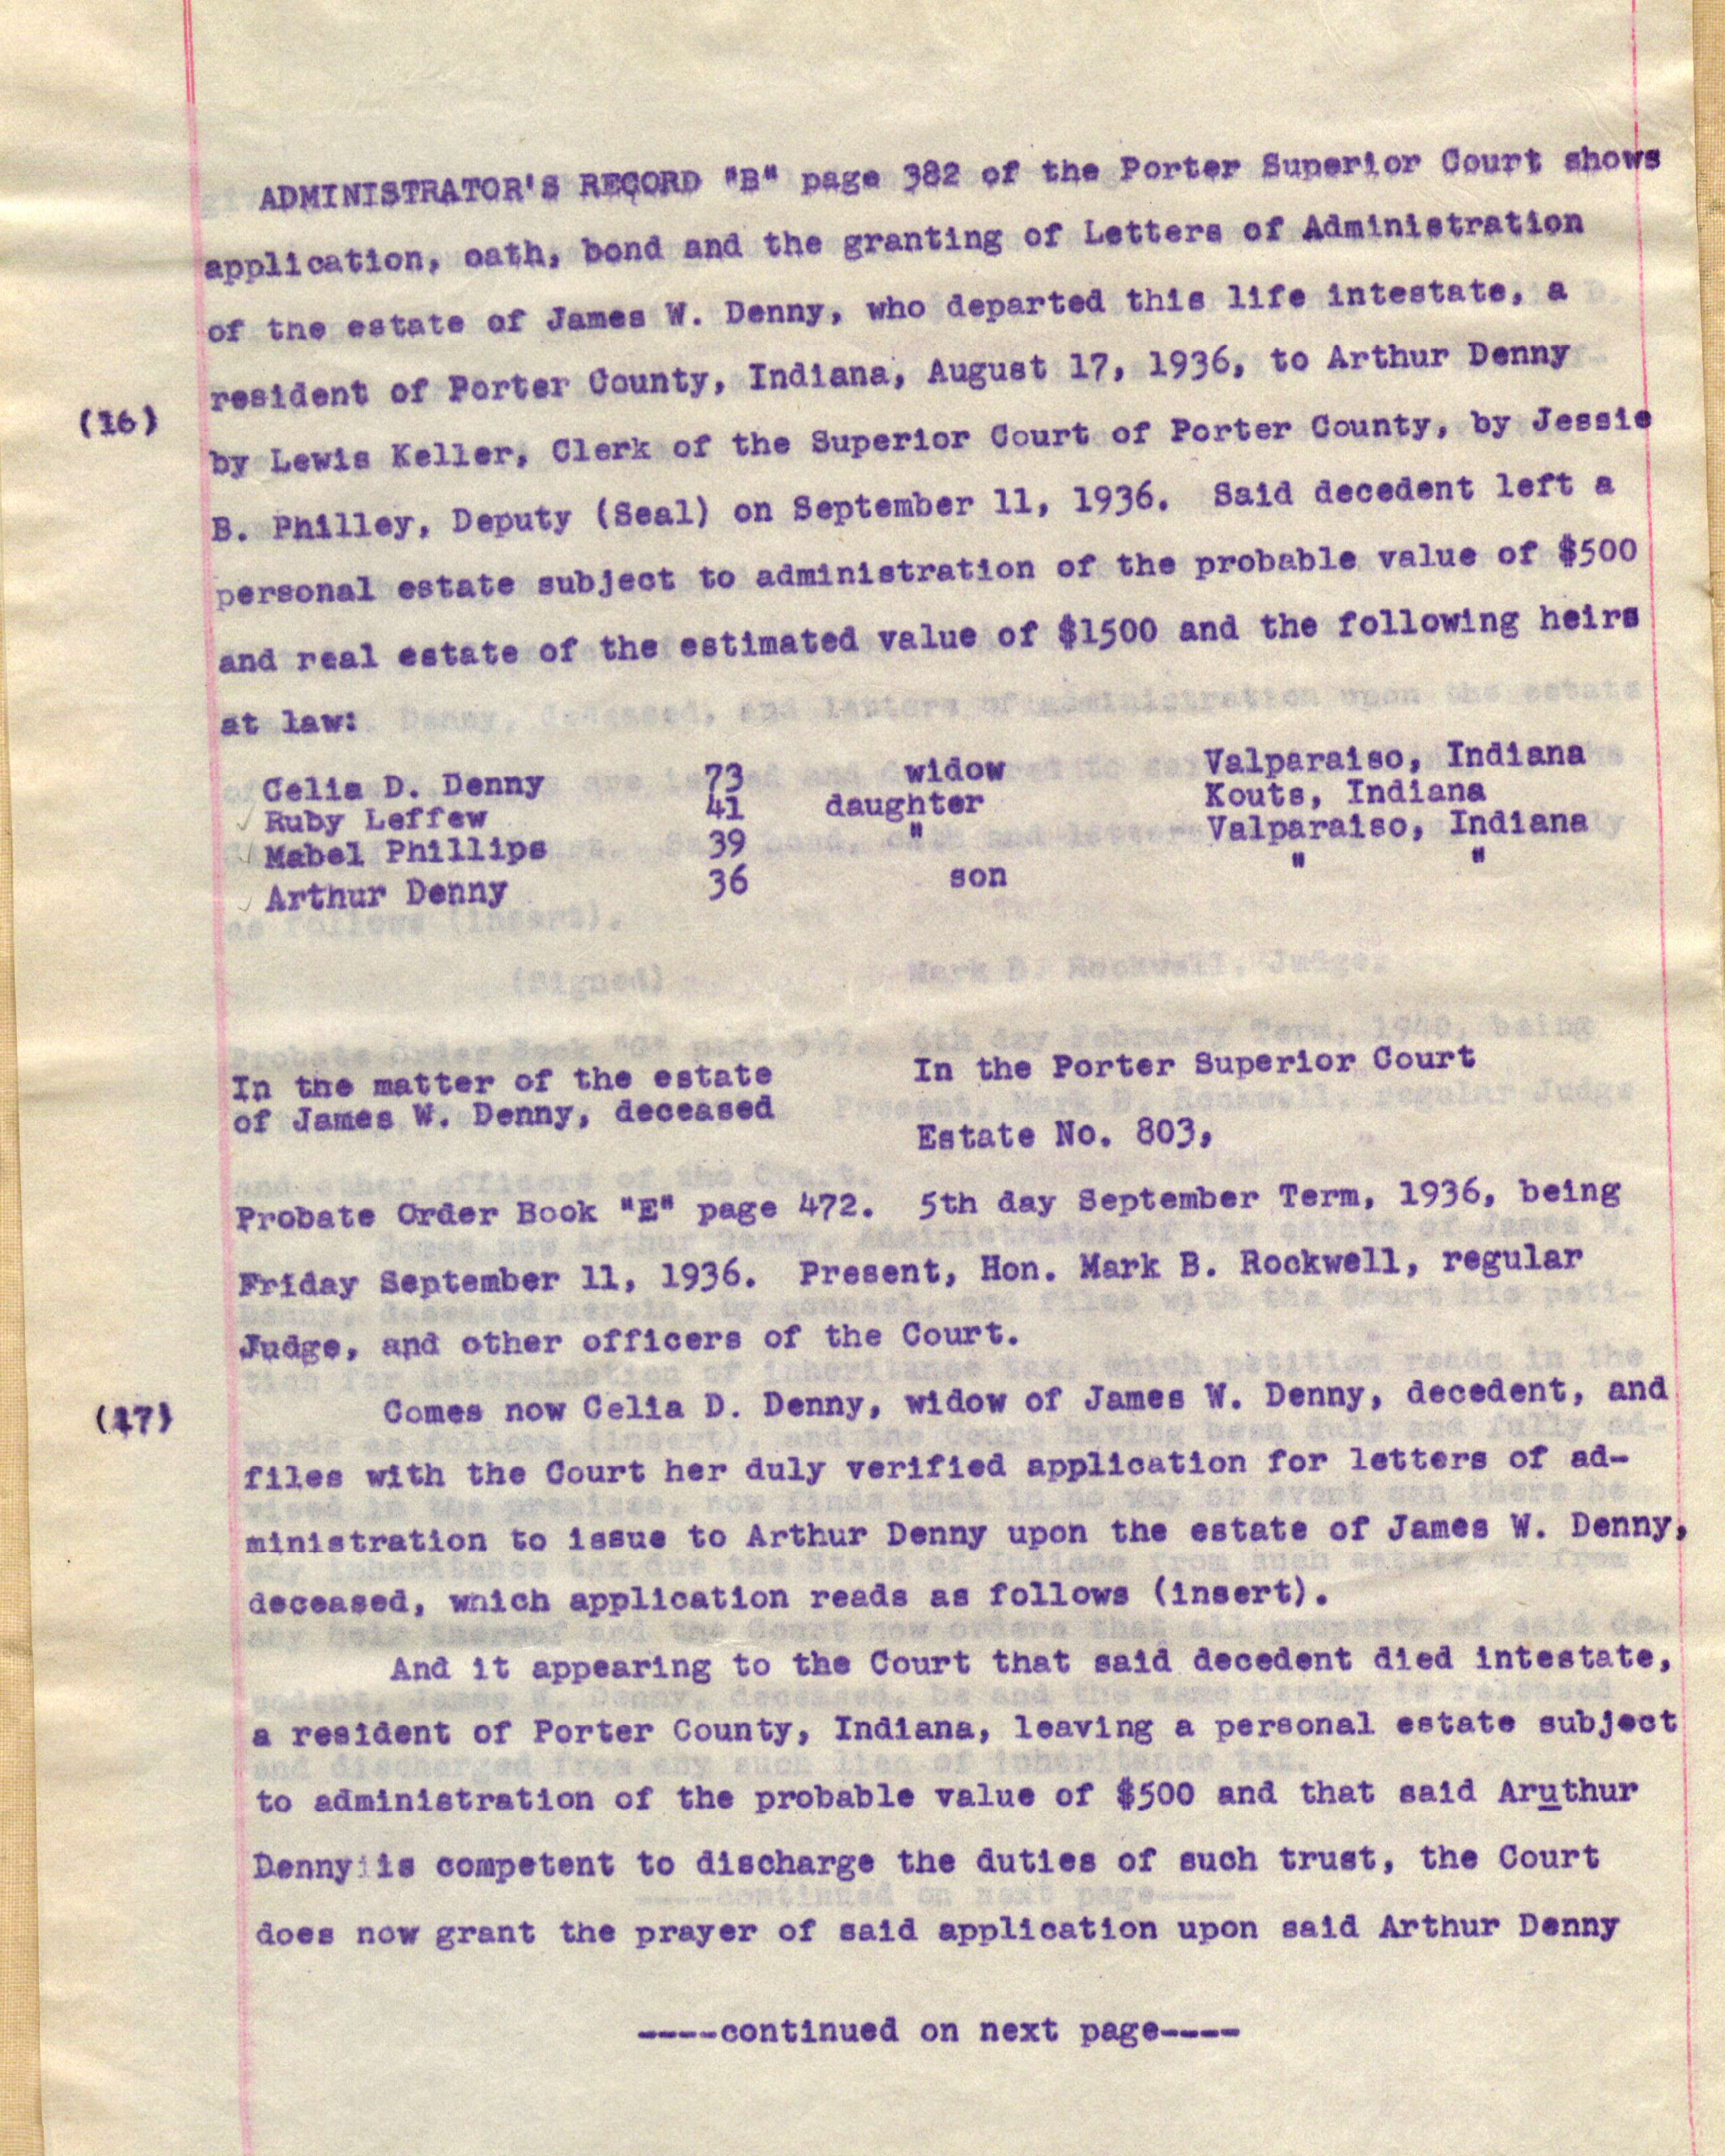 ADMINISTRATOR'S RECORD "B" page 382 of the Porter Superior Court shows
application, oath, bond and the granting of Letters of Administration
of the estate of James W. Denny, who departed this life intestate, a
resident of Porter County, Indiana, August 17, 1936, to Arthur Denny
(16)
by Lewis Keller, Clerk of the Superior Court of Porter County, by Jessie
B. Philley, Deputy (Seal) on September 11, 1936. Said decedent left a
personal estate subject to administration of the probable value of $500
and real estate of the estimated value of $1500 and the following heirs
at law:
Celia D. Denny 73 widow Valparaiso, Indiana
Ruby Leffew 41 daughter Kouts, Indiana
Mabel Phillips 39 " Valparaiso, Indiana
Arthur Denny 36 son " "
In the matter of the estate In the Porter Superior Court
of James W. Denny, deceased
Estate No. 803,
Probate Order Book "E" page 472. 5th day September Term, 1936, being
Friday September 11, 1936. Present, Hon. Mark B. Rockwell, regular
Judge, and other officers of the Court.
(17) Comes now Celia D. Denny, widow of James W. Denny, decedent, and
files with the Court her duly verified application for letters of ad-
ministration to issue to Arthur Denny upon the estate of James W. Denny,
deceased, which application reads as follows (insert).
And it appearing to the Court that said decedent died intestate,
a resident of Porter County, Indiana, leaving a personal estate subject
to administration of the probable value of $500 and that said Aruthur
Denny is competent to discharge the duties of such trust, the Court
does now grant the prayer of said application upon said Arthur Denny
----continued on next page----